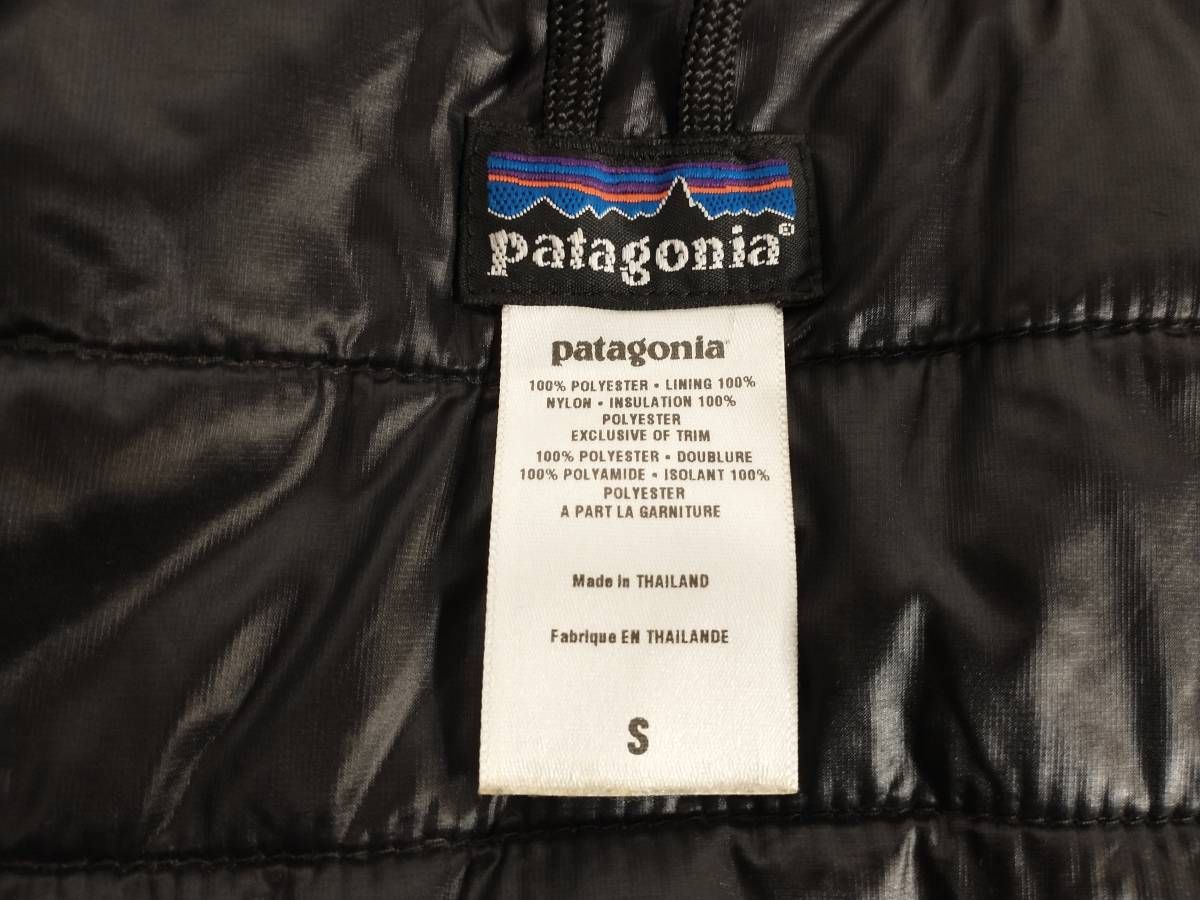 patagonia®
patagonia
100% POLYESTER • LINING 100%
NYLON • INSULATION 100%
POLYESTER
EXCLUSIVE OF TRIM
100% POLYESTER • DOUBLURE
100% POLYAMIDE • ISOLANT 100%
POLYESTER
A PART LA GARNITURE
Made in THAILAND
Fabrique EN THAILANDE
S